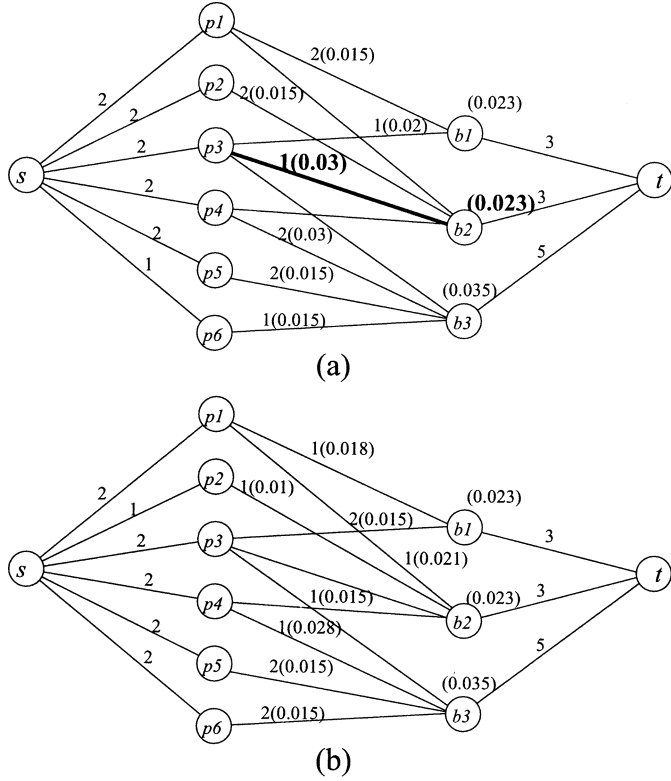 p1
2(0.015)
2
p2
2(0.015)
(0.023)
2
1(0.02)
b1
p3
2
1(0.03)
3
s
t
2
p4
(0.023)
3
b2
2(0.03)
2
5
p5
2(0.015)
(0.035)
1
1(0.015)
b3
p6
(a)
p1
1(0.018)
2
p2
1(0.01)
(0.023)
1
2(0.015)
b1
p3
2
3
1(0.021)
s
t
2
p4
1(0.015)
(0.023)
3
b2
1(0.028)
2
5
p5
2(0.015)
(0.035)
2
2(0.015)
b3
p6
(b)